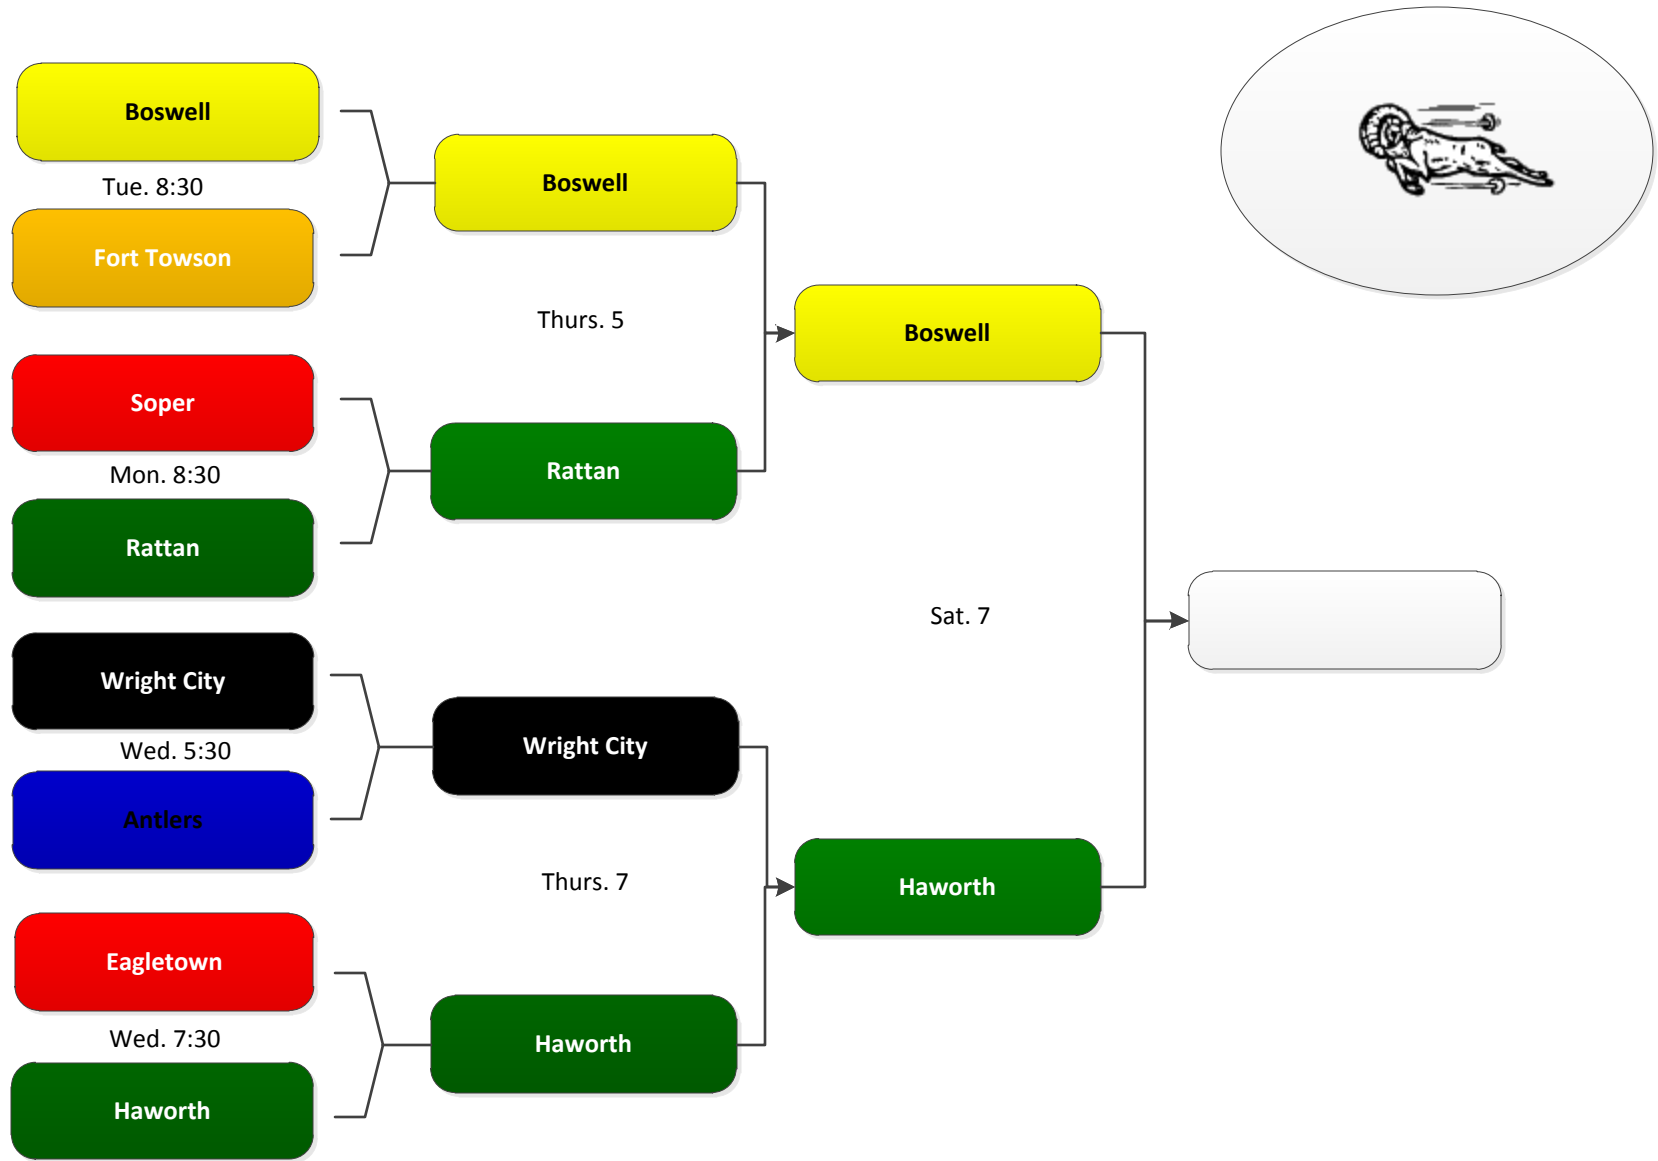 Boswell
Tue. 8:30
Fort Towson
Soper
Mon. 8:30
Rattan
Wright City
Wed. 5:30
Antlers
Eagletown
Wed. 7:30
Haworth
Boswell
Thurs. 5
Rattan
Wright City
Thurs. 7
Haworth
Boswell
Sat. 7
Haworth